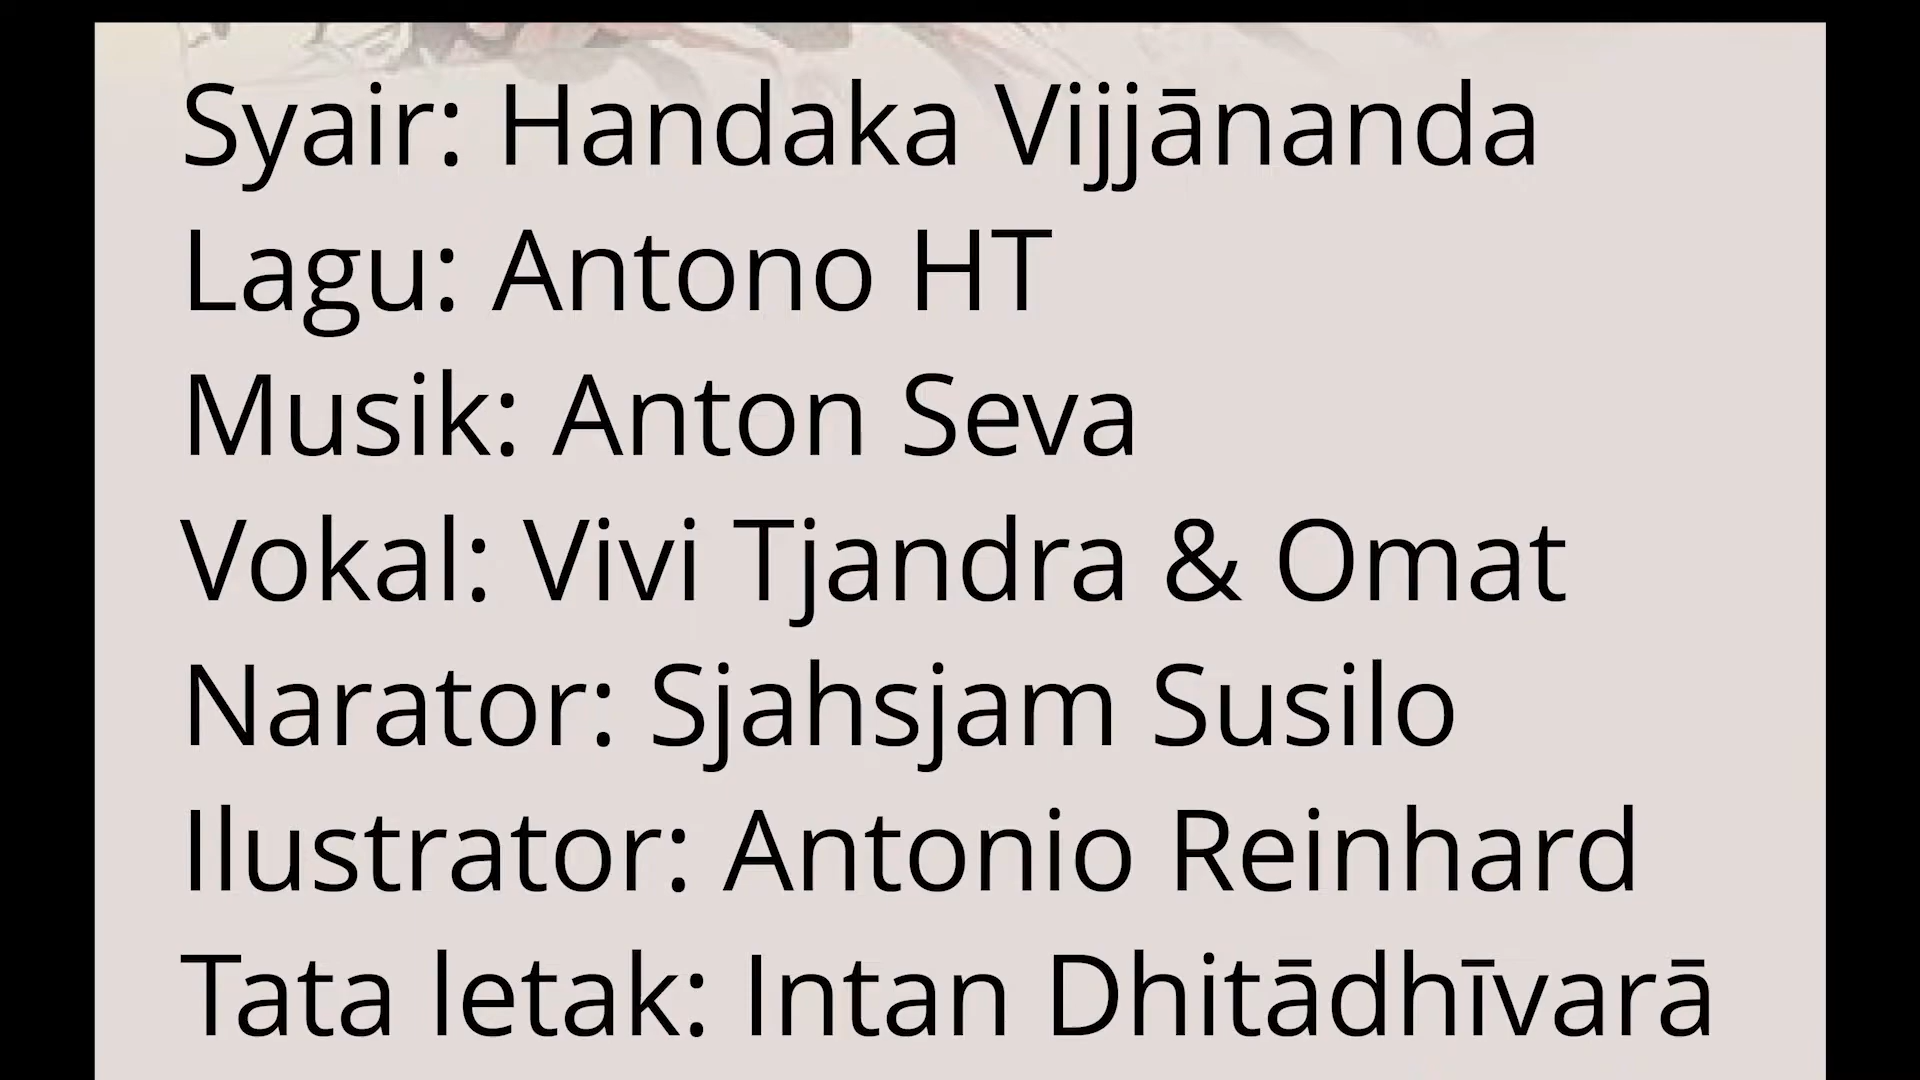 Syair: Handaka Vijjānanda
Lagu: Antono HT
Musik: Anton Seva
Vokal: Vivi Tjandra & Omat
Narator: Sjahsjam Susilo
Ilustrator: Antonio Reinhard
Tata letak: Intan Dhitādhīvarā